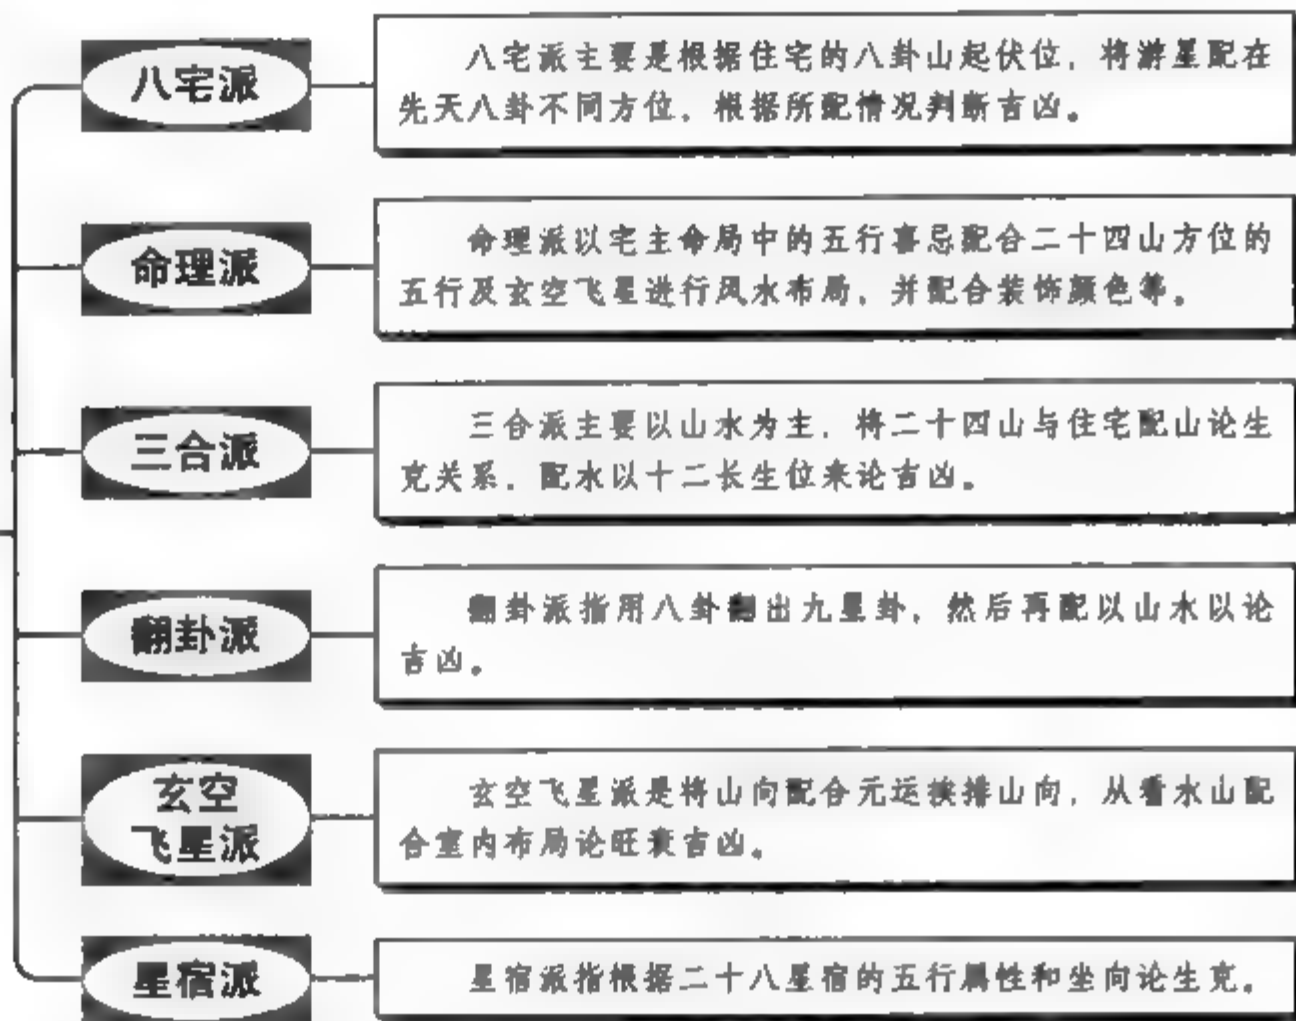 八宅派
八宅派主要是根据住宅的八卦山起伏位，将游星配在
先天八卦不同方位，根据所配情况判断吉凶。
命理派
命理派以宅主命局中的五行喜忌配合二十四山方位的
五行及玄空飞星进行风水布局，并配合装饰颜色等。
三合派
三合派主要以山水为主，将二十四山与住宅配山论生
克关系，配水以十二长生位来论吉凶。
翻卦派
翻卦派指用八卦翻出九星卦，然后再配以山水以论
吉凶。
玄空
飞星派
玄空飞星派是将山向配合元运挨排山向，从看水山配
合室内布局论旺衰吉凶。
星宿派
星宿派指根据二十八星宿的五行属性和坐向论生克。